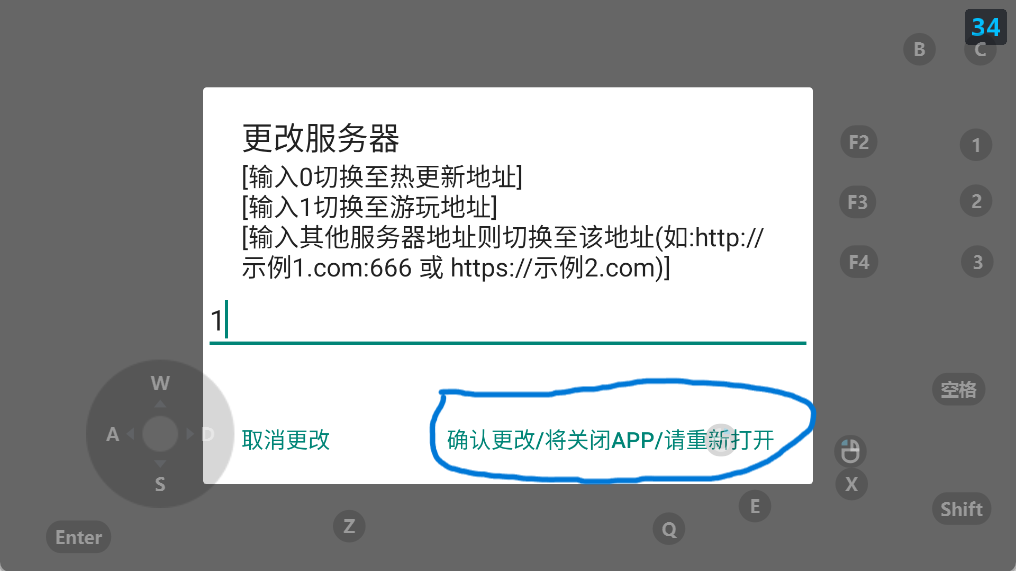 34
B
C
更改服务器
[输入0切换至热更新地址]
[输入1切换至游玩地址]
[输入其他服务器地址则切换至该地址(如:http://
示例1.com:666 或 https://示例2.com)]
1
F2
1
F3
2
F4
3
W
A
D
S
空格
取消更改
确认更改/将关闭APP/请重新打开
X
E
Shift
Z
Q
Enter